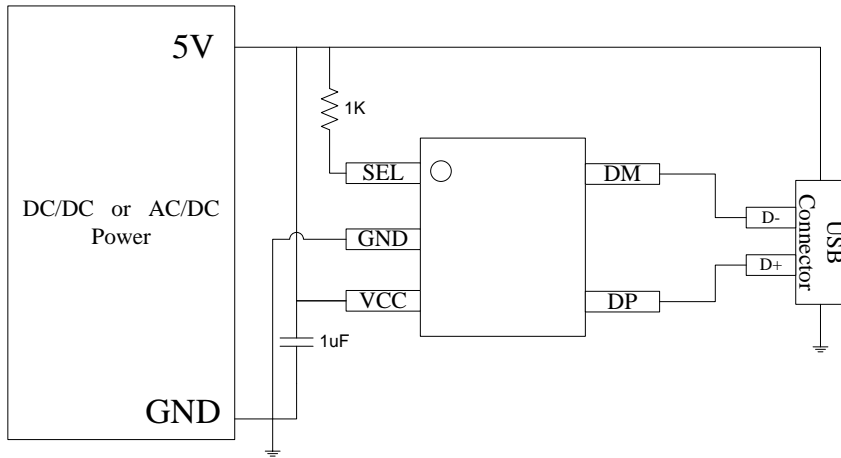 5V
1K
SEL
DM
DC/DC or AC/DC
Power
GND
D-
D+
USB
Connector
VCC
DP
1uF
GND